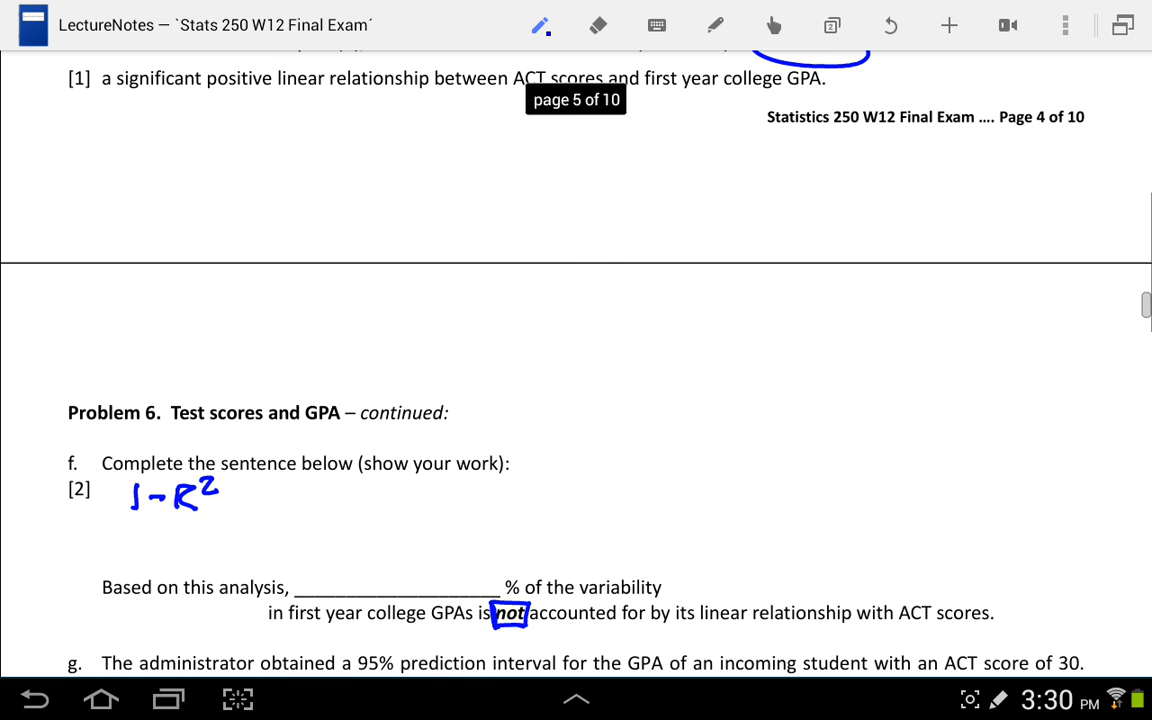 LectureNotes — `Stats 250 W12 Final Exam´
[1] a significant positive linear relationship between ACT scores and first year college GPA.
page 5 of 10
Statistics 250 W12 Final Exam .... Page 4 of 10
Problem 6. Test scores and GPA – continued:
f. Complete the sentence below (show your work):
[2] 1-R²
Based on this analysis, ____________________ % of the variability
in first year college GPAs is not accounted for by its linear relationship with ACT scores.
g. The administrator obtained a 95% prediction interval for the GPA of an incoming student with an ACT score of 30.
3:30 PM